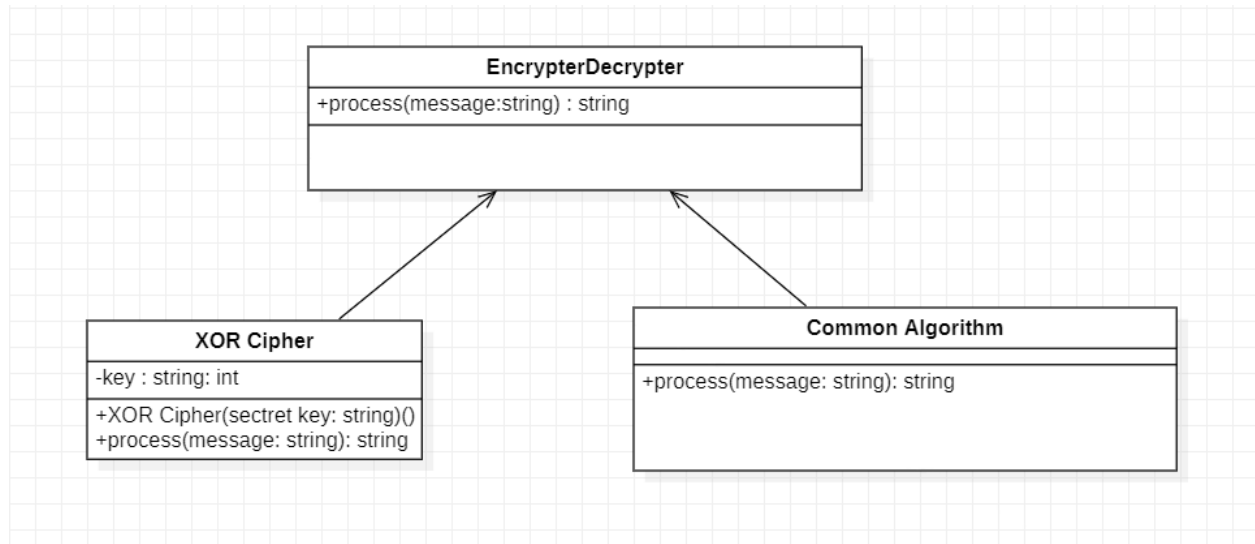 EncrypterDecrypter
+process(message:string) : string
XOR Cipher
-key : string: int
+XOR Cipher(sectret key: string)()
+process(message: string): string
Common Algorithm
+process(message: string): string